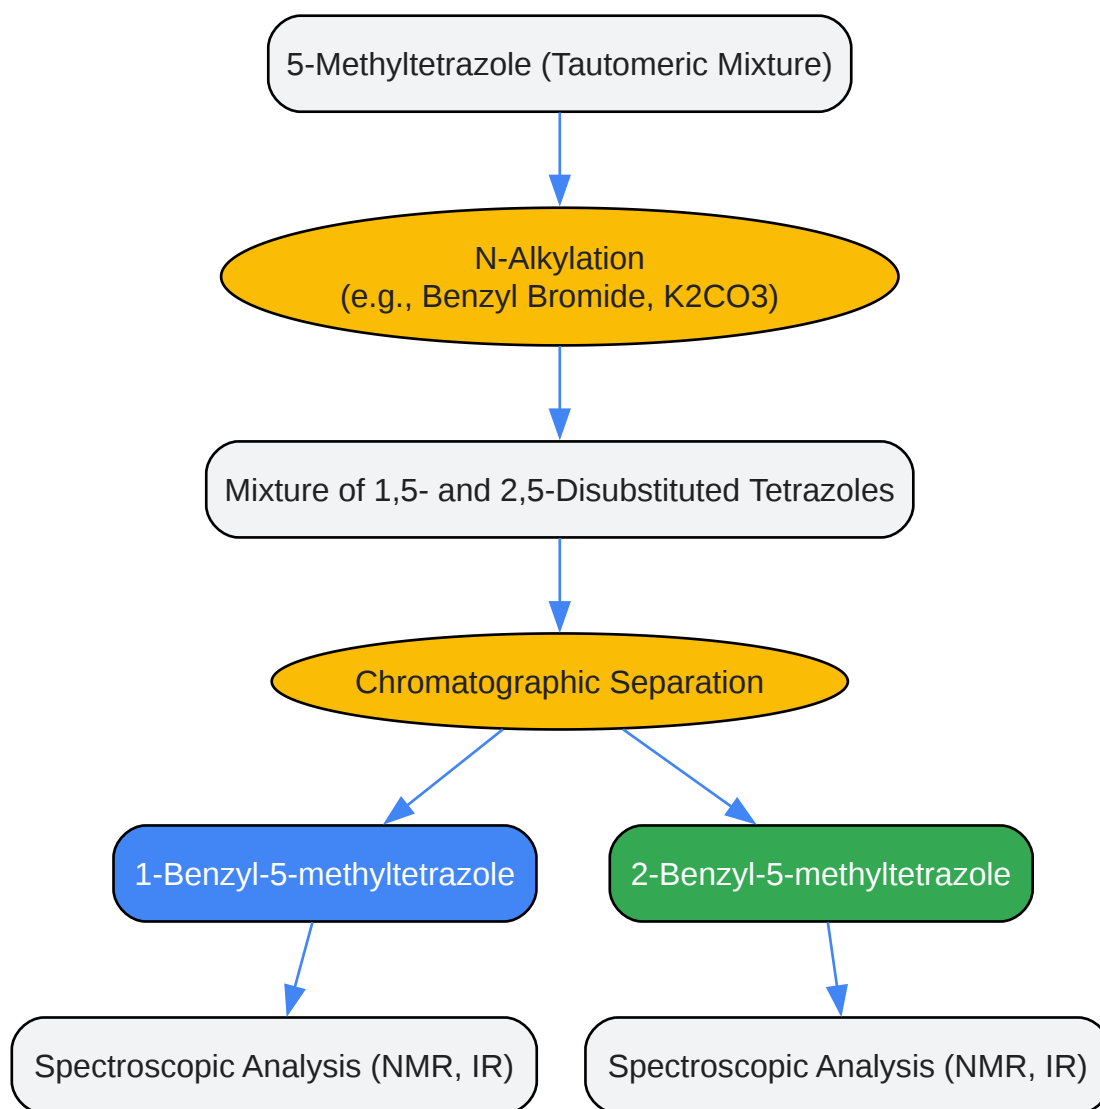 5-Methyltetrazole (Tautomeric Mixture)
N-Alkylation
(e.g., Benzyl Bromide, K2CO3)
Mixture of 1,5- and 2,5-Disubstituted Tetrazoles
Chromatographic Separation
1-Benzyl-5-methyltetrazole
2-Benzyl-5-methyltetrazole
Spectroscopic Analysis (NMR, IR)
Spectroscopic Analysis (NMR, IR)